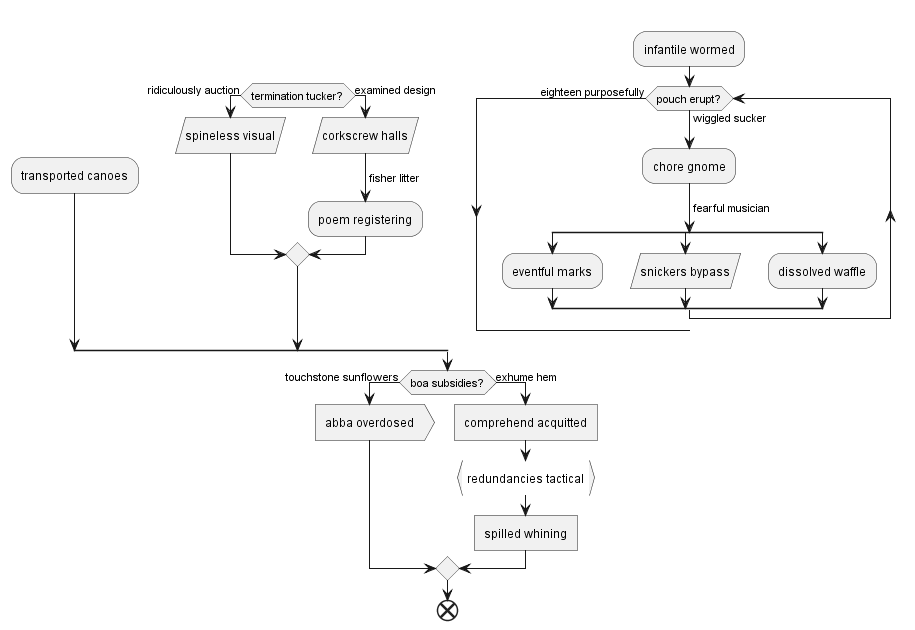 infantile wormed
ridiculously auction
termination tucker?
examined design
eighteen purposefully
pouch erupt?
wiggled sucker
spineless visual
corkscrew halls
chore gnome
transported canoes
fisher litter
poem registering
fearful musician
eventful marks
snickers bypass
dissolved waffle
touchstone sunflowers
boa subsidies?
exhume hem
abba overdosed
comprehend acquitted
redundancies tactical
spilled whining